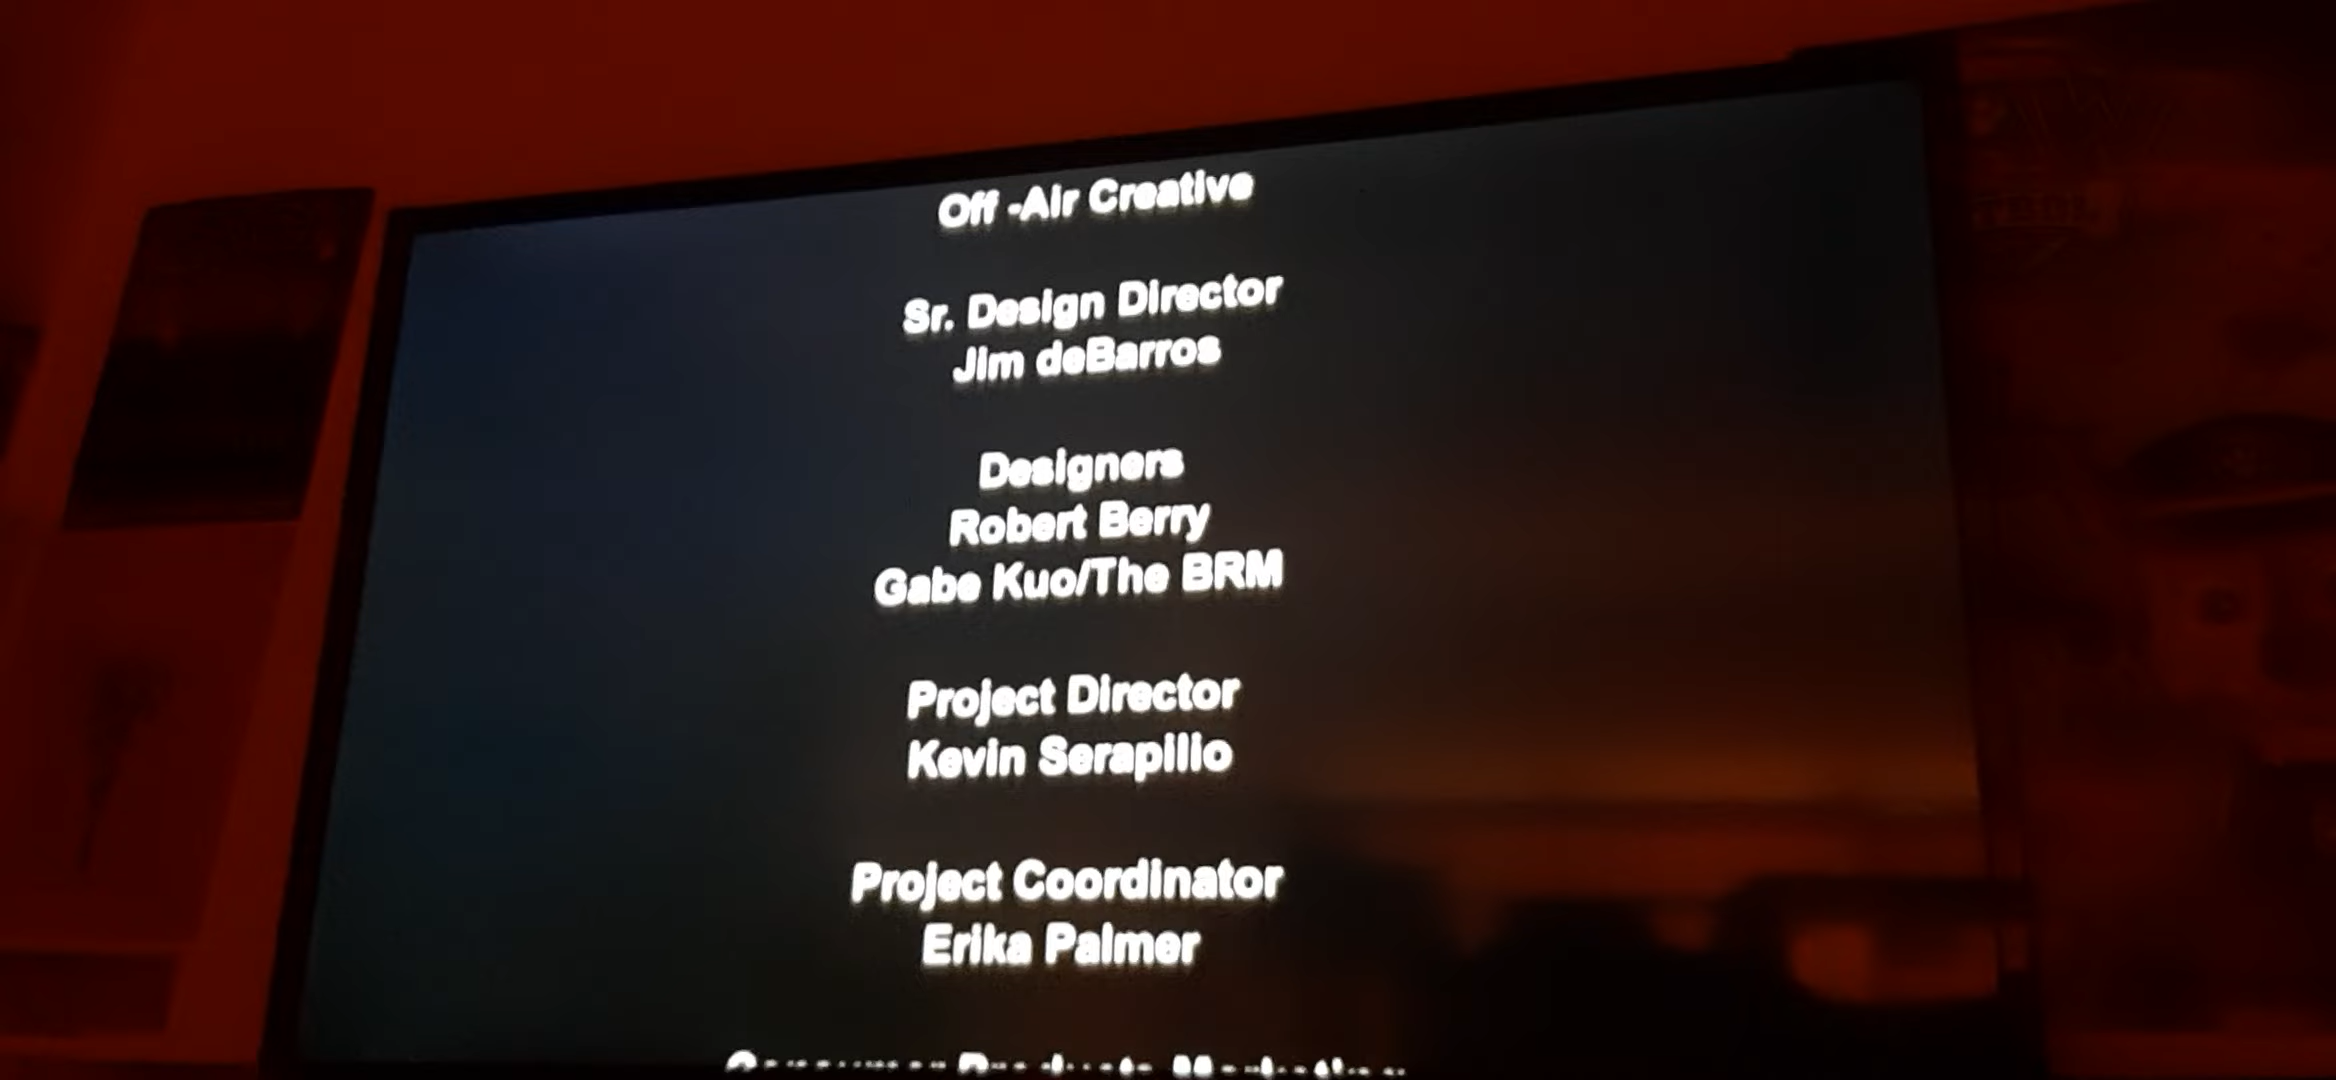 Off -Air Creative
Sr. Design Director
Jim deBarros
Designers
Robert Berry
Gabe Kuo/The BRM
Project Director
Kevin Serapilio
Project Coordinator
Erika Palmer